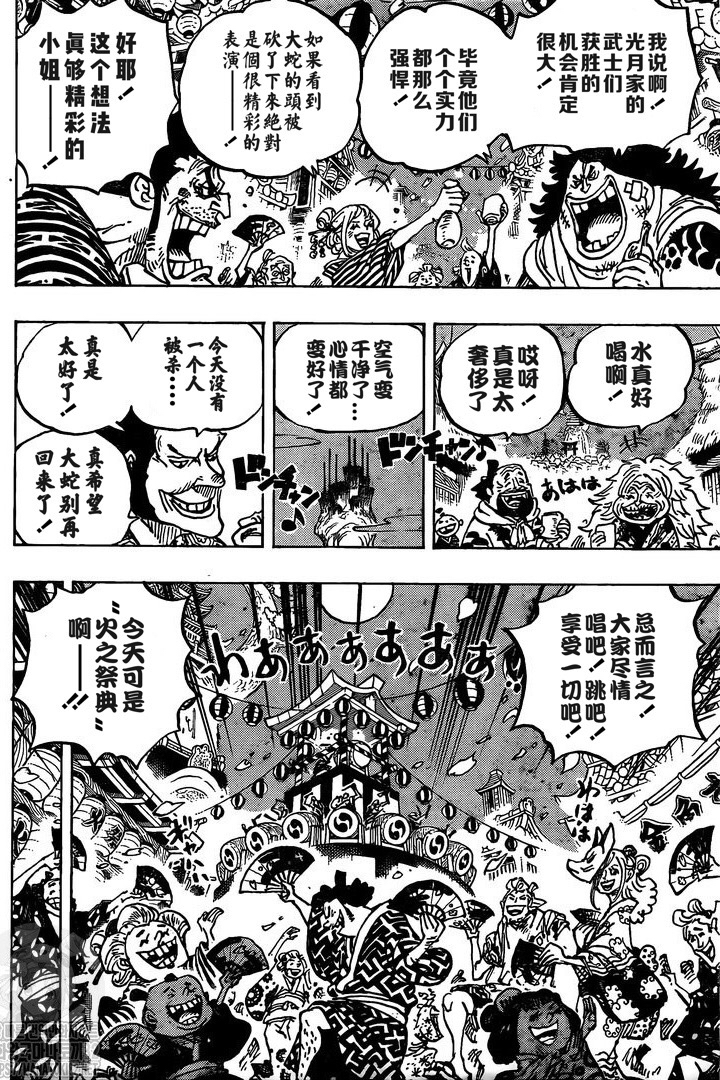 我说啊!
光月家的
武士们
获胜的
机会肯定
很大!
毕竟他们
个个实力
都那么
强悍!
如果看到
大蛇的頭被
砍了下來絕對
是個很精彩的
表演——!
好耶!
这个想法
真够精彩的
小姐——!
水真好
喝啊!
哎呀!
真是太
奢侈了
あはは
ドンチャン♪
空气变
干净了…
心情都
变好了!
ドンチャン♪
今天没有
一个人
被杀……
真是
太好了!
真希望
大蛇别再
回来了!
总而言之!
大家尽情
唱吧!跳吧!
享受一切吧!
わあああああああ
今天可是
“火之祭典”
啊——!!
わはは